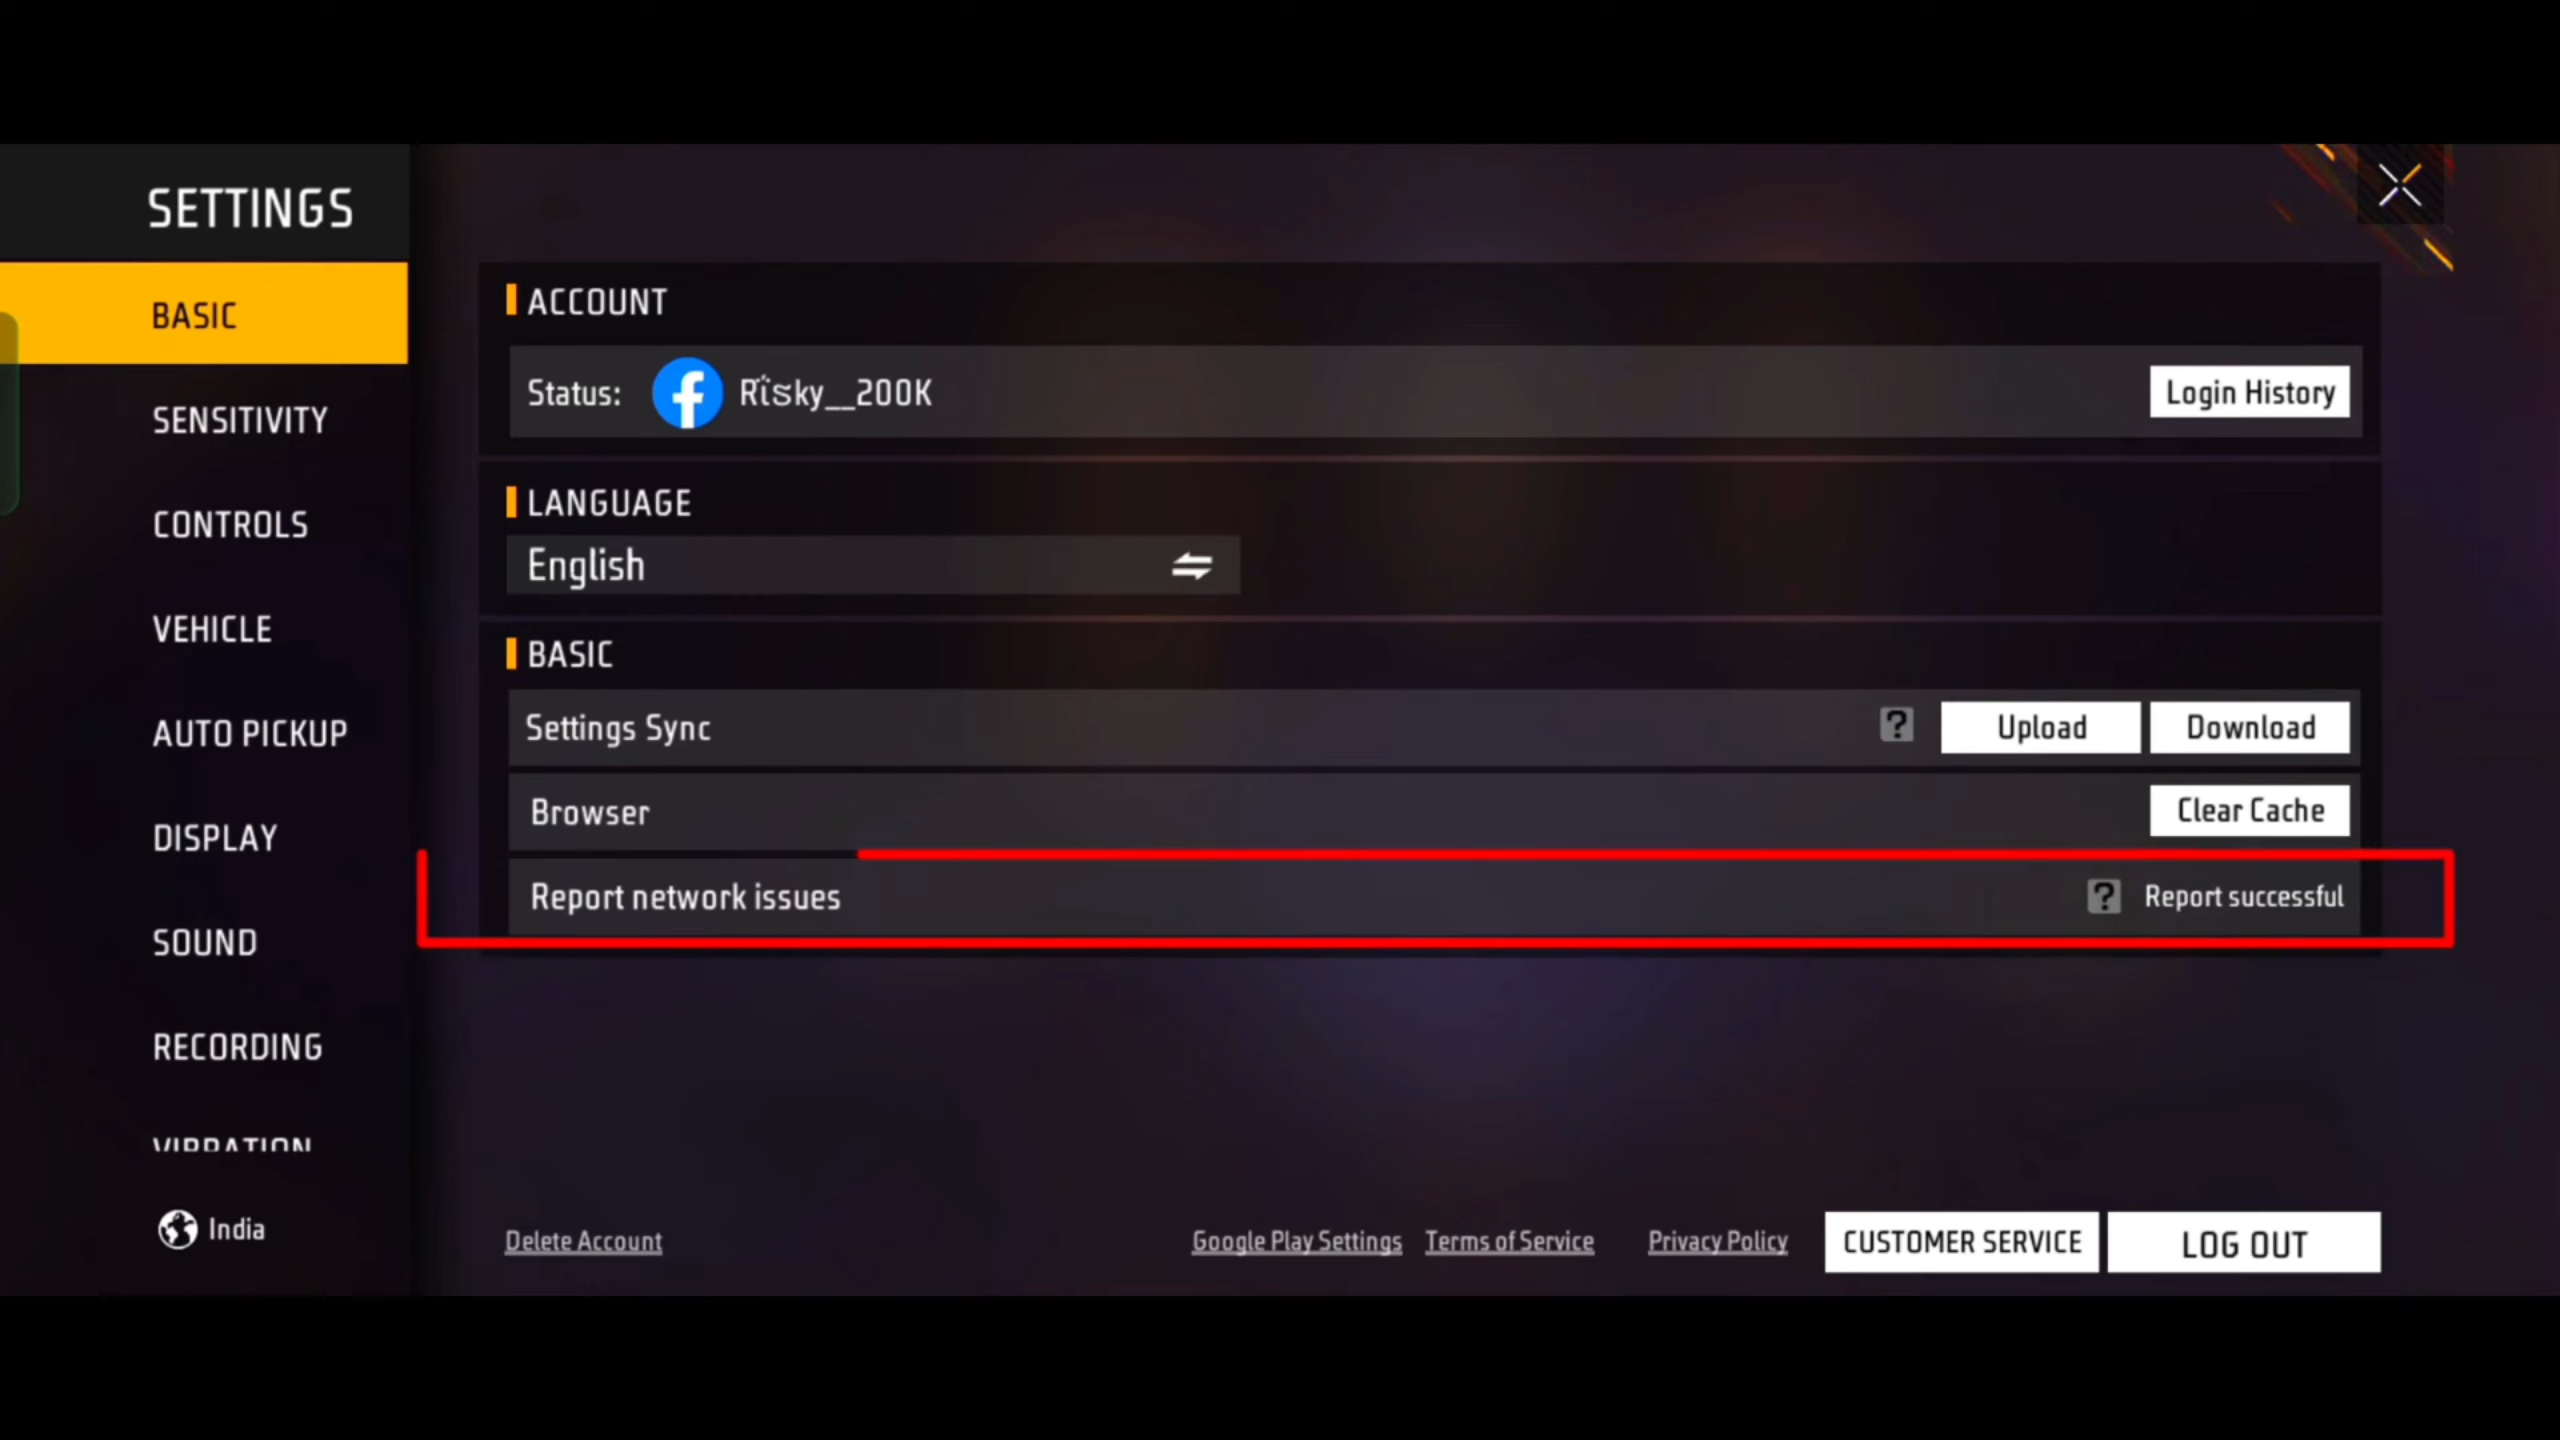 SETTINGS
BASIC
SENSITIVITY
CONTROLS
VEHICLE
AUTO PICKUP
DISPLAY
SOUND
RECORDING
VIBRATION
India
ACCOUNT
Status: Rïsky__200K
Login History
LANGUAGE
English
BASIC
Settings Sync ? Upload Download
Browser Clear Cache
Report network issues ? Report successful
Delete Account Google Play Settings Terms of Service Privacy Policy CUSTOMER SERVICE LOG OUT